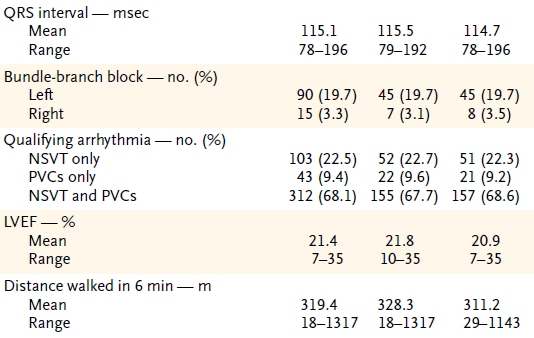 QRS interval — msec
Mean 115.1 115.5 114.7
Range 78–196 79–192 78–196
Bundle-branch block — no. (%)
Left 90 (19.7) 45 (19.7) 45 (19.7)
Right 15 (3.3) 7 (3.1) 8 (3.5)
Qualifying arrhythmia — no. (%)
NSVT only 103 (22.5) 52 (22.7) 51 (22.3)
PVCs only 43 (9.4) 22 (9.6) 21 (9.2)
NSVT and PVCs 312 (68.1) 155 (67.7) 157 (68.6)
LVEF — %
Mean 21.4 21.8 20.9
Range 7–35 10–35 7–35
Distance walked in 6 min — m
Mean 319.4 328.3 311.2
Range 18–1317 18–1317 29–1143